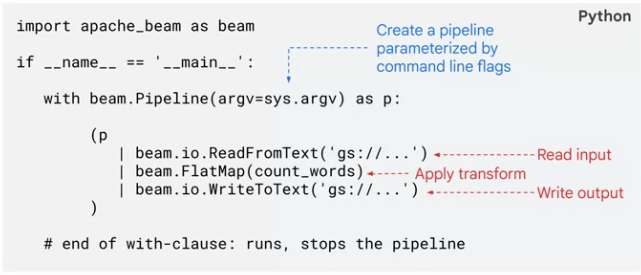 Python
import apache_beam as beam
Create a pipeline
parameterized by
command line flags
if __name__ == '__main__':
with beam.Pipeline(argv=sys.argv) as p:
(p
| beam.io.ReadFromText('gs://...') Read input
| beam.FlatMap(count_words) Apply transform
| beam.io.WriteToText('gs://...') Write output
)
# end of with-clause: runs, stops the pipeline